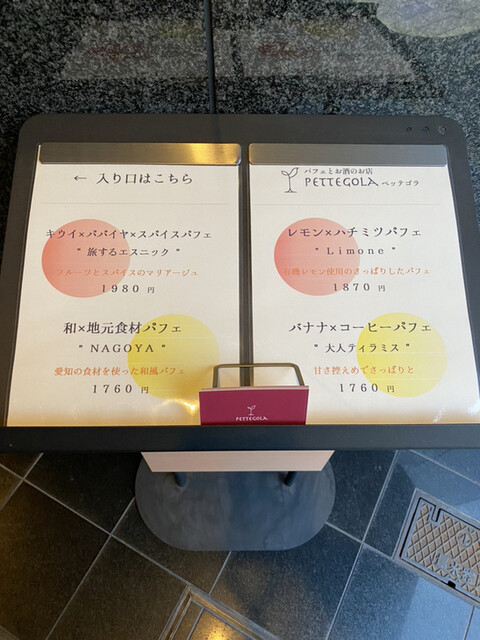 ← 入り口はこちら
キウイ×パパイヤ×スパイスパフェ
" 旅するエスニック "
フルーツとスパイスのマリアージュ
1980 円
和×地元食材パフェ
" NAGOYA "
愛知の食材を使った和風パフェ
1760 円
パフェとお酒のお店
PETTEGOLA ペッテゴラ
レモン×ハチミツパフェ
" Limone "
有機レモン使用のさっぱりしたパフェ
1870 円
バナナ×コーヒーパフェ
" 大人ティラミス "
甘さ控えめでさっぱりと
1760 円
PETTEGOLA